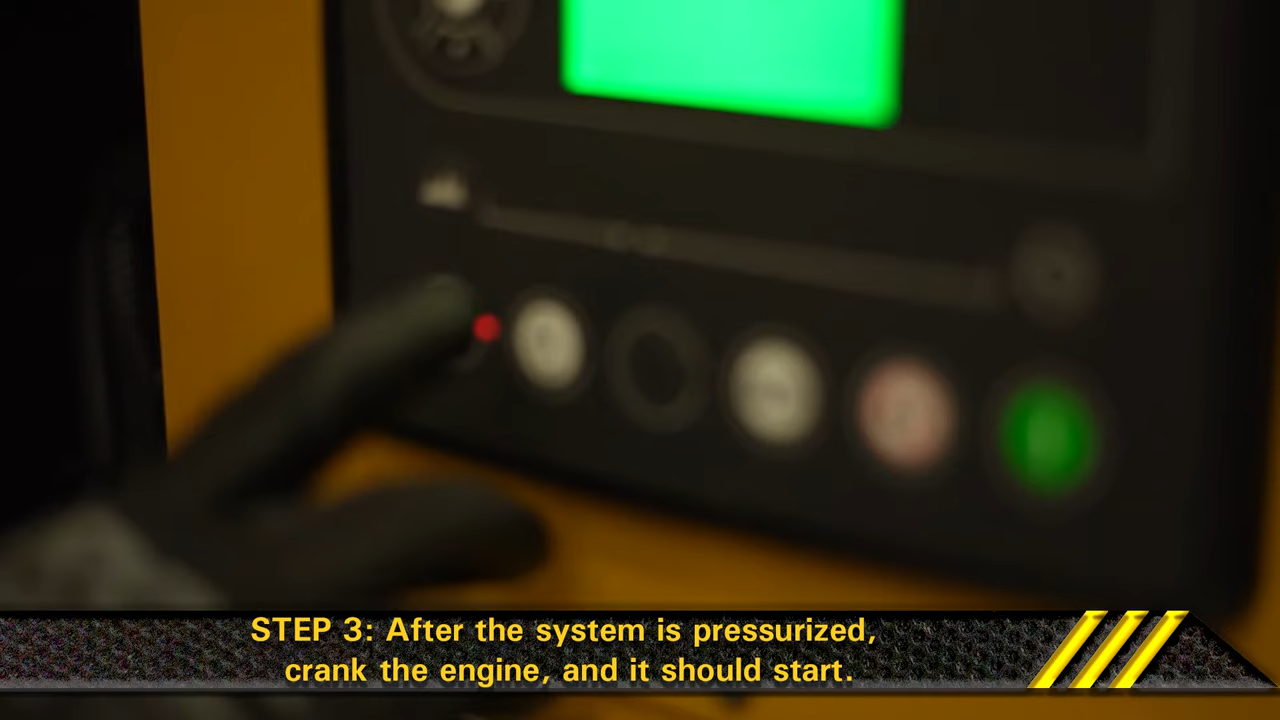 STEP 3: After the system is pressurized,
crank the engine, and it should start.